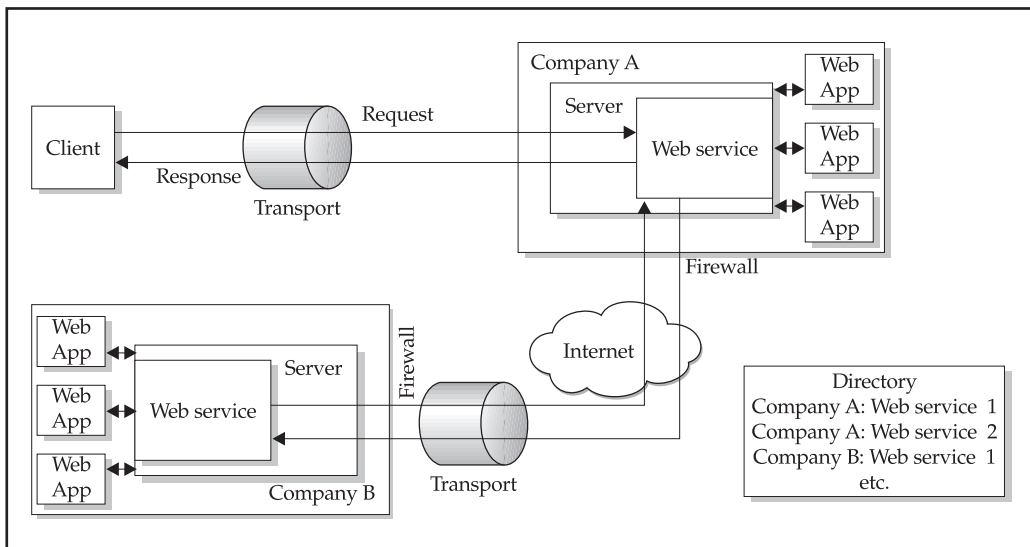 Company A
Web
App
Server
Web service
Web
App
Web
App
Client
Request
Response
Transport
Firewall
Internet
Web
App
Web
App
Web
App
Server
Web service
Company B
Firewall
Transport
Directory
Company A: Web service 1
Company A: Web service 2
Company B: Web service 1
etc.